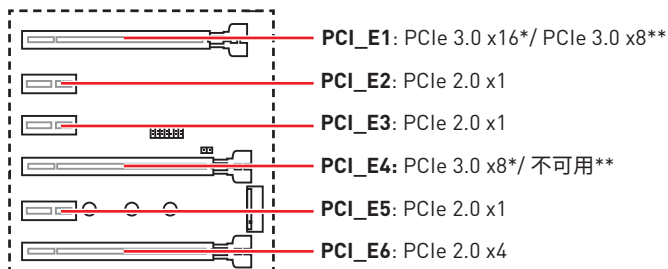 PCI_E1: PCIe 3.0 x16*/ PCIe 3.0 x8**
PCI_E2: PCIe 2.0 x1
PCI_E3: PCIe 2.0 x1
PCI_E4: PCIe 3.0 x8*/ 不可用**
PCI_E5: PCIe 2.0 x1
PCI_E6: PCIe 2.0 x4